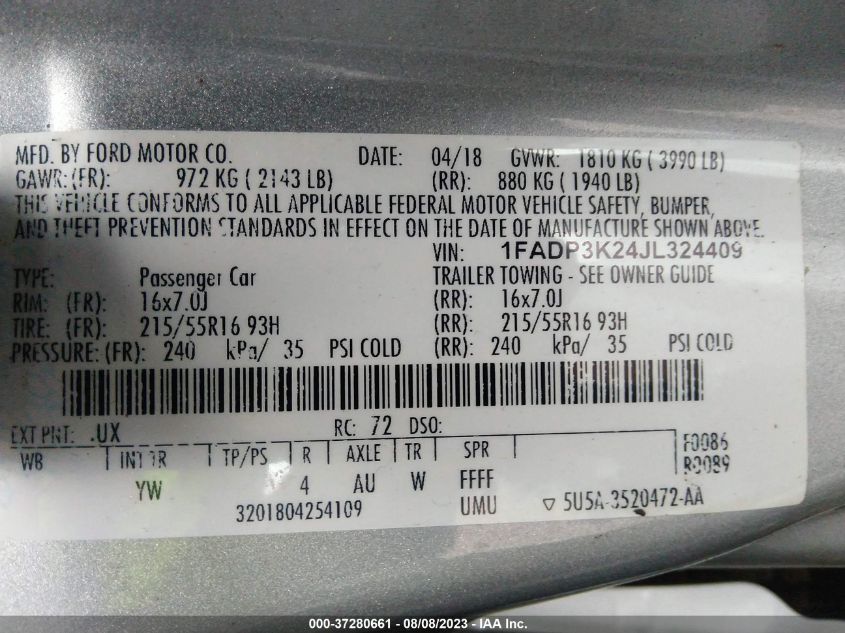 MFD. BY FORD MOTOR CO. DATE: 04/18 GVWR: 1810 KG ( 3990 LB)
GAWR:(FR): 972 KG ( 2143 LB) (RR): 880 KG ( 1940 LB)
THIS VEHICLE CONFORMS TO ALL APPLICABLE FEDERAL MOTOR VEHICLE SAFETY, BUMPER,
AND THEFT PREVENTION STANDARDS IN EFFECT ON THE DATE OF MANUFACTURE SHOWN ABOVE.
VIN: 1FADP3K24JL324409
TYPE: Passenger Car TRAILER TOWING - SEE OWNER GUIDE
RIM: (FR): 16x7.0J (RR): 16x7.0J
TIRE: (FR): 215/55R16 93H (RR): 215/55R16 93H
PRESSURE: (FR): 240 kPa/ 35 PSI COLD (RR): 240 kPa/ 35 PSI COLD
EXT PNT: .UX RC: 72 DSO:
WB INT TR TP/PS R AXLE TR SPR F0086
R0089
YW 4 AU W FFFF
3201804254109 UMU ▽ 5U5A-3520472-AA
000-37280661 - 08/08/2023 - IAA Inc.